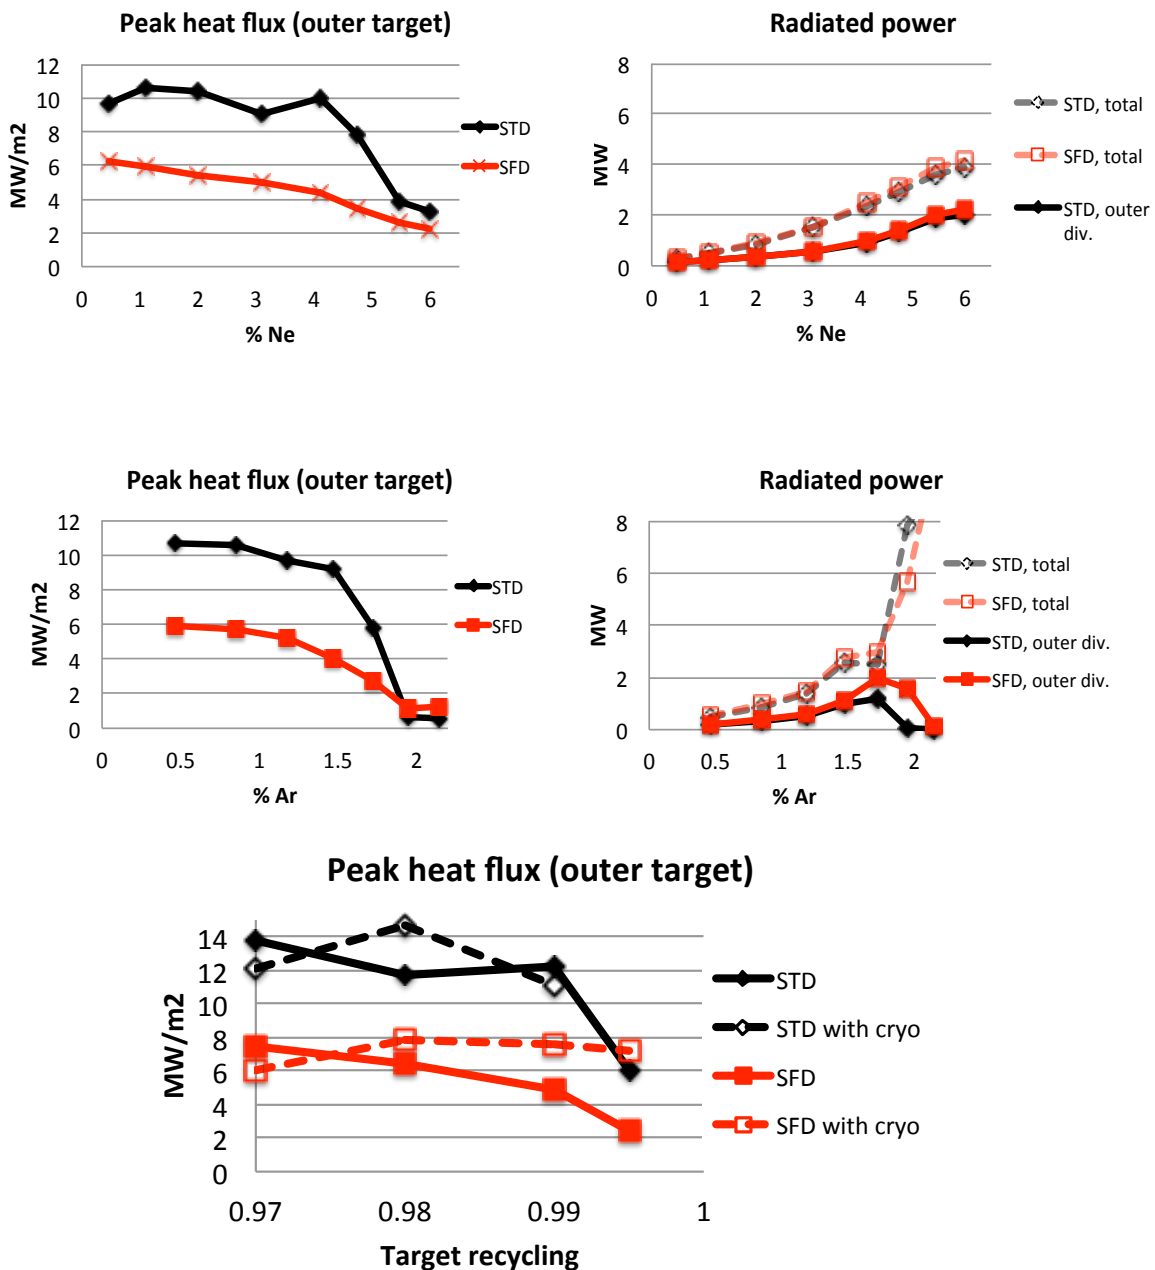 Peak heat flux (outer target)
MW/m2
12
10
8
6
4
2
0
0 1 2 3 4 5 6
% Ne
STD
SFD
Radiated power
MW
8
6
4
2
0
0 1 2 3 4 5 6
% Ne
STD, total
SFD, total
STD, outer
div.
Peak heat flux (outer target)
MW/m2
12
10
8
6
4
2
0
0 0.5 1 1.5 2
% Ar
STD
SFD
Radiated power
MW
8
6
4
2
0
0 0.5 1 1.5 2
% Ar
STD, total
SFD, total
STD, outer div.
SFD, outer div.
Peak heat flux (outer target)
MW/m2
14
12
10
8
6
4
2
0
0.97 0.98 0.99 1
Target recycling
STD
STD with cryo
SFD
SFD with cryo